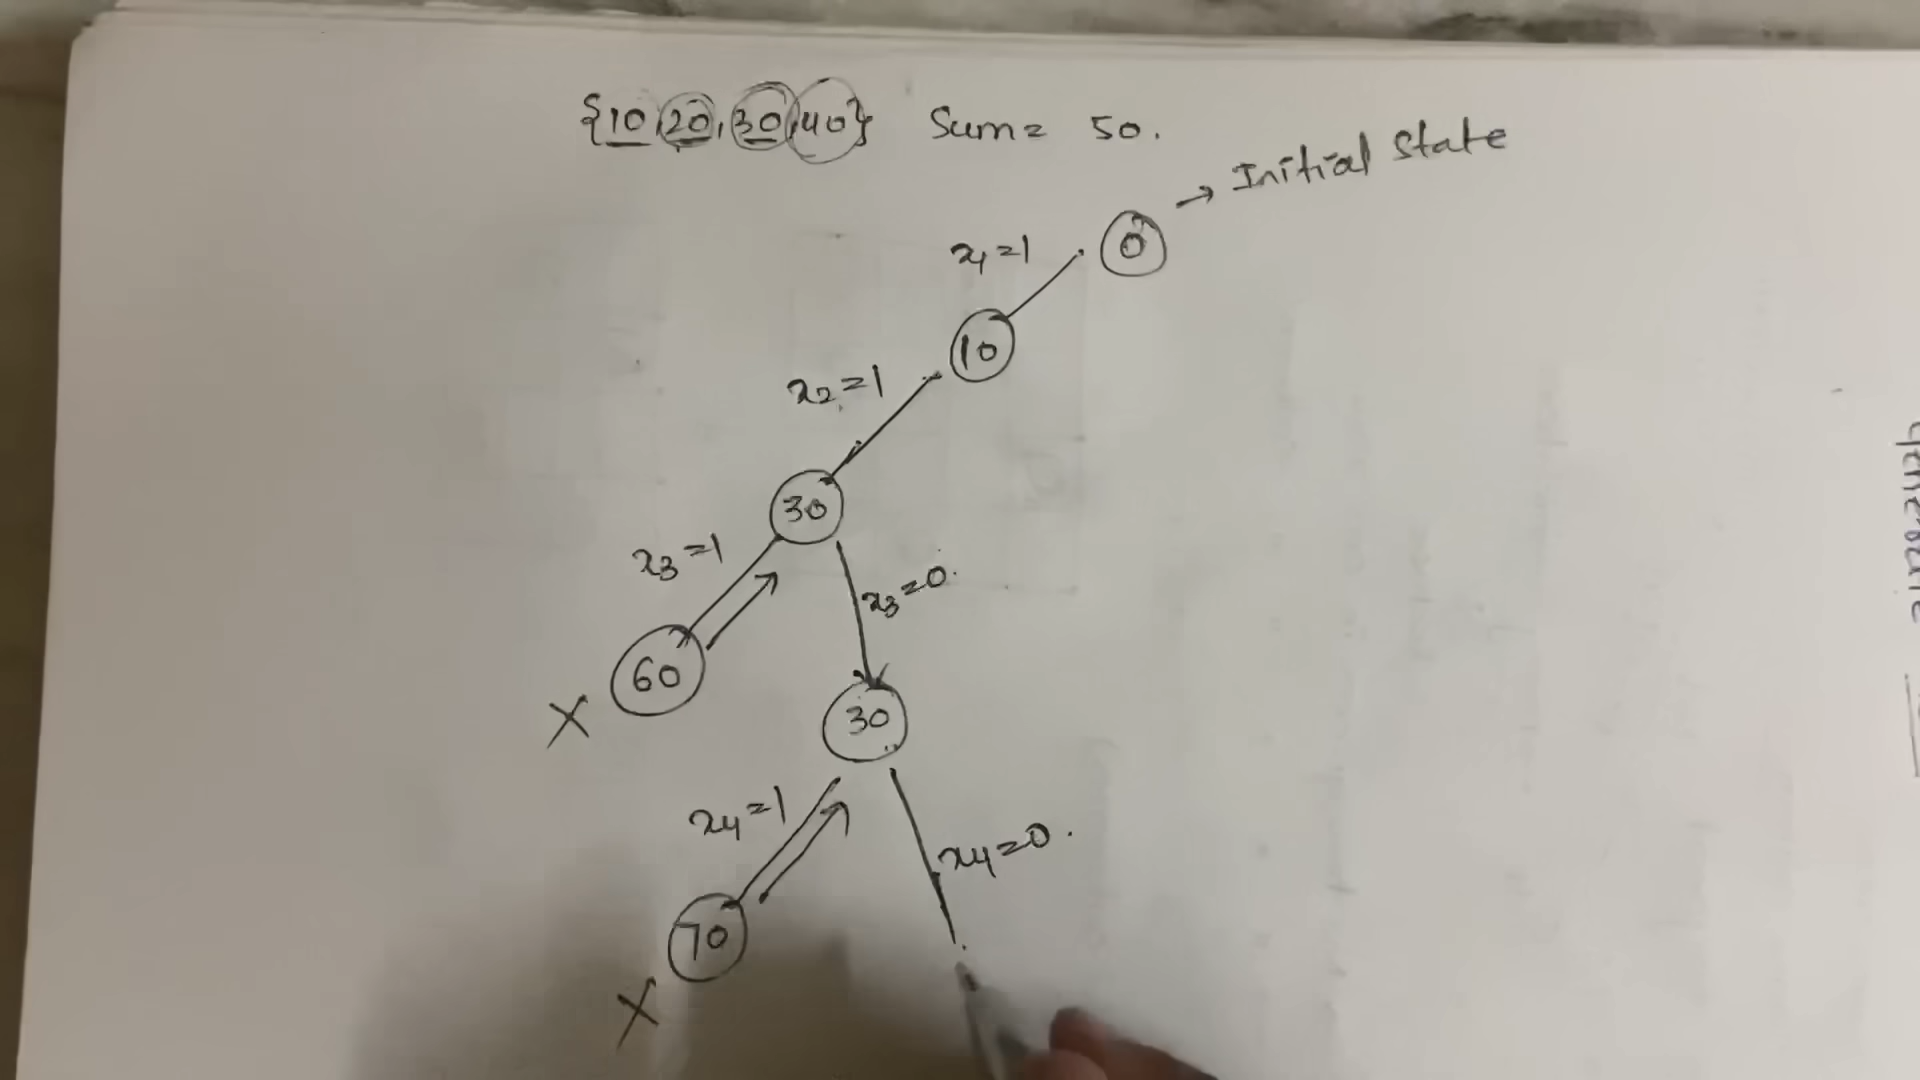 {10,20,30,40} Sum= 50.
→ Initial State
0
x1=1
10
x2=1
30
x3=1
x3=0.
60
X
30
x4=1
x4=0.
70
X